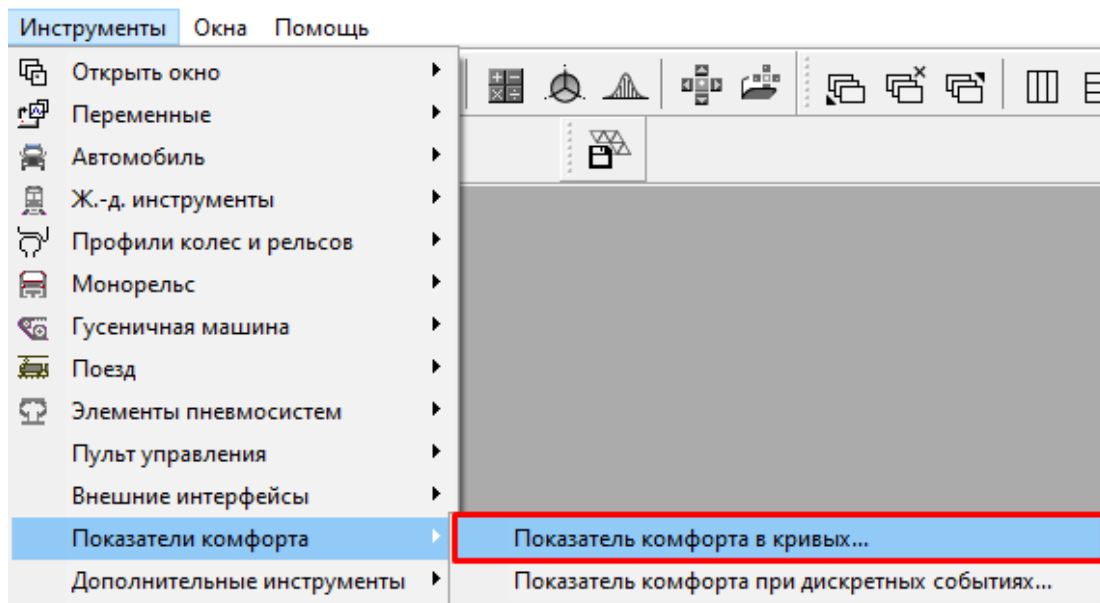 Инструменты Окна Помощь
Открыть окно
Переменные
Автомобиль
Ж.-д. инструменты
Профили колес и рельсов
Монорельс
Гусеничная машина
Поезд
Элементы пневмосистем
Пульт управления
Внешние интерфейсы
Показатели комфорта
Показатель комфорта в кривых...
Дополнительные инструменты
Показатель комфорта при дискретных событиях...